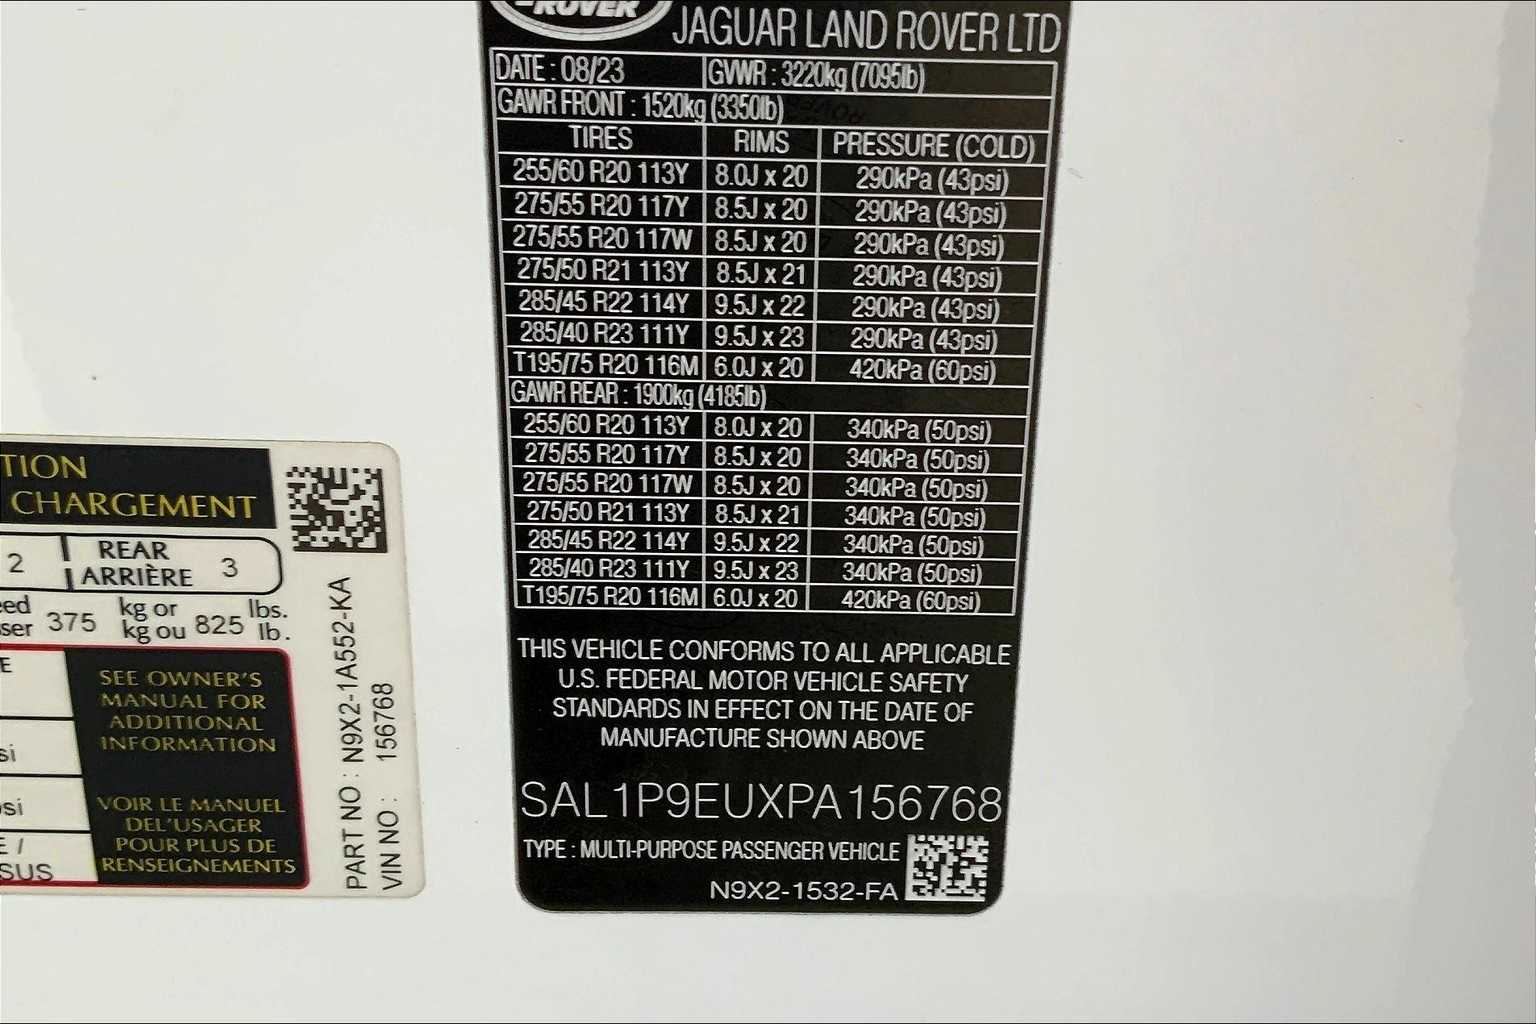 ROVER
JAGUAR LAND ROVER LTD
DATE : 08/23 GVWR : 3220kg (7095lb)
GAWR FRONT : 1520kg (3350lb)
TIRES RIMS PRESSURE (COLD)
255/60 R20 113Y 8.0J x 20 290kPa (43psi)
275/55 R20 117Y 8.5J x 20 290kPa (43psi)
275/55 R20 117W 8.5J x 20 290kPa (43psi)
275/50 R21 113Y 8.5J x 21 290kPa (43psi)
285/45 R22 114Y 9.5J x 22 290kPa (43psi)
285/40 R23 111Y 9.5J x 23 290kPa (43psi)
T195/75 R20 116M 6.0J x 20 420kPa (60psi)
GAWR REAR : 1900kg (4185lb)
255/60 R20 113Y 8.0J x 20 340kPa (50psi)
275/55 R20 117Y 8.5J x 20 340kPa (50psi)
275/55 R20 117W 8.5J x 20 340kPa (50psi)
275/50 R21 113Y 8.5J x 21 340kPa (50psi)
285/45 R22 114Y 9.5J x 22 340kPa (50psi)
285/40 R23 111Y 9.5J x 23 340kPa (50psi)
T195/75 R20 116M 6.0J x 20 420kPa (60psi)
THIS VEHICLE CONFORMS TO ALL APPLICABLE
U.S. FEDERAL MOTOR VEHICLE SAFETY
STANDARDS IN EFFECT ON THE DATE OF
MANUFACTURE SHOWN ABOVE
SAL1P9EUXPA156768
TYPE : MULTI-PURPOSE PASSENGER VEHICLE
N9X2-1532-FA
TION
CHARGEMENT
2 REAR
ARRIÈRE 3
eed 375 kg or 825 lbs.
ser kg ou lb.
SEE OWNER'S
MANUAL FOR
ADDITIONAL
INFORMATION
VOIR LE MANUEL
DEL'USAGER
POUR PLUS DE
RENSEIGNEMENTS
E
si
si
E /
SUS
PART NO : N9X2-1A552-KA
VIN NO : 156768